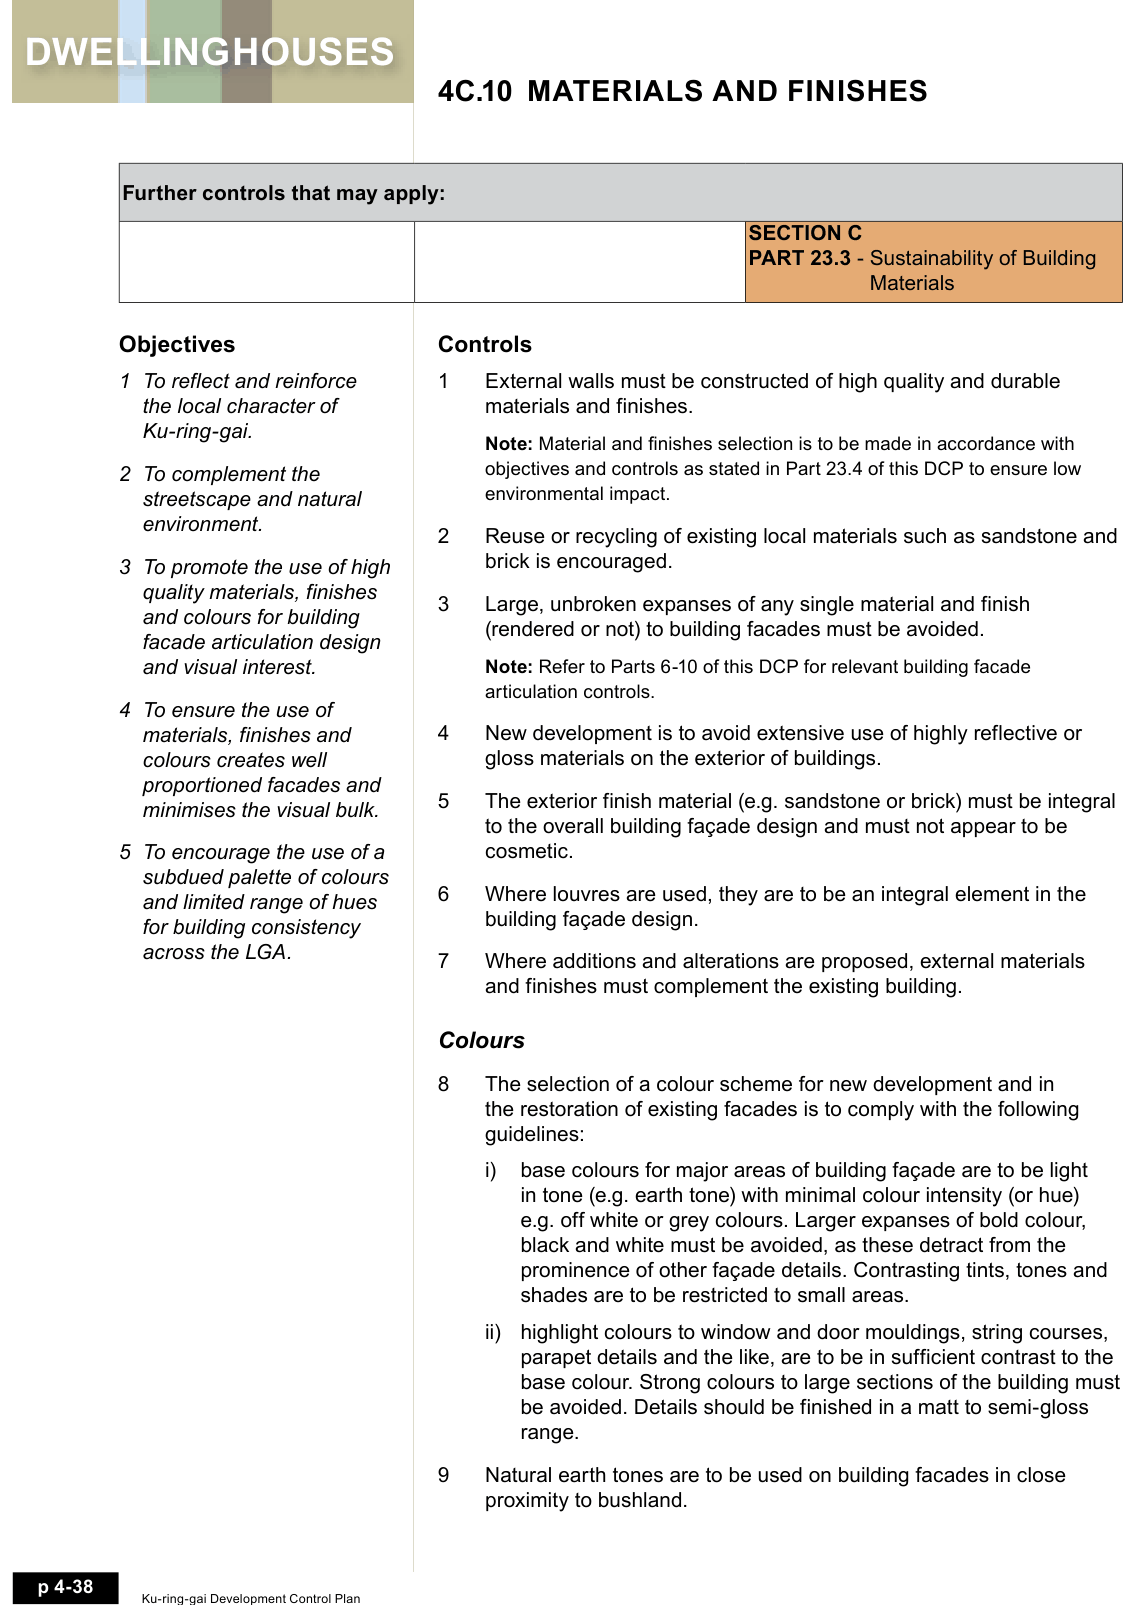 DWELLINGHOUSES
4C.10 MATERIALS AND FINISHES
Further controls that may apply:
SECTION C
PART 23.3 - Sustainability of Building
Materials
Objectives
1 To reflect and reinforce
the local character of
Ku-ring-gai.
2 To complement the
streetscape and natural
environment.
3 To promote the use of high
quality materials, finishes
and colours for building
facade articulation design
and visual interest.
4 To ensure the use of
materials, finishes and
colours creates well
proportioned facades and
minimises the visual bulk.
5 To encourage the use of a
subdued palette of colours
and limited range of hues
for building consistency
across the LGA.
Controls
1 External walls must be constructed of high quality and durable
materials and finishes.
Note: Material and finishes selection is to be made in accordance with
objectives and controls as stated in Part 23.4 of this DCP to ensure low
environmental impact.
2 Reuse or recycling of existing local materials such as sandstone and
brick is encouraged.
3 Large, unbroken expanses of any single material and finish
(rendered or not) to building facades must be avoided.
Note: Refer to Parts 6-10 of this DCP for relevant building facade
articulation controls.
4 New development is to avoid extensive use of highly reflective or
gloss materials on the exterior of buildings.
5 The exterior finish material (e.g. sandstone or brick) must be integral
to the overall building façade design and must not appear to be
cosmetic.
6 Where louvres are used, they are to be an integral element in the
building façade design.
7 Where additions and alterations are proposed, external materials
and finishes must complement the existing building.
Colours
8 The selection of a colour scheme for new development and in
the restoration of existing facades is to comply with the following
guidelines:
i) base colours for major areas of building façade are to be light
in tone (e.g. earth tone) with minimal colour intensity (or hue)
e.g. off white or grey colours. Larger expanses of bold colour,
black and white must be avoided, as these detract from the
prominence of other façade details. Contrasting tints, tones and
shades are to be restricted to small areas.
ii) highlight colours to window and door mouldings, string courses,
parapet details and the like, are to be in sufficient contrast to the
base colour. Strong colours to large sections of the building must
be avoided. Details should be finished in a matt to semi-gloss
range.
9 Natural earth tones are to be used on building facades in close
proximity to bushland.
p 4-38
Ku-ring-gai Development Control Plan